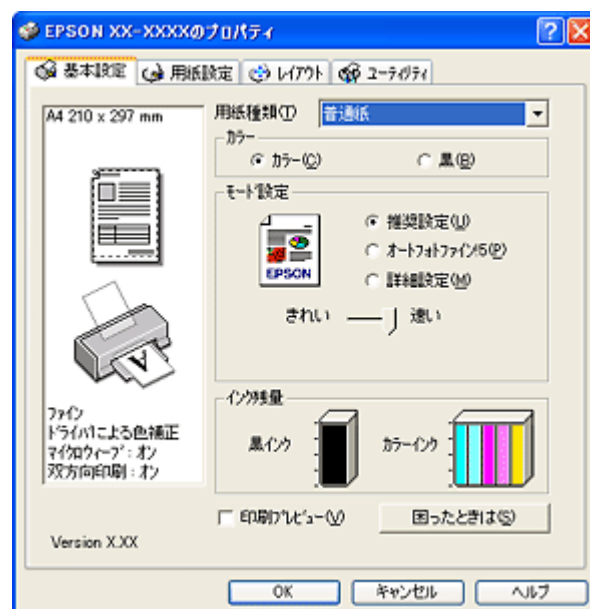 EPSON XX-XXXXのプロパティ
基本設定 用紙設定 レイアウト ユーティリティ
A4 210 x 297 mm
用紙種類(T) 普通紙
カラー
カラー(C) 黒(B)
モード設定
推奨設定(U)
オートフォトファイン!5(P)
詳細設定(M)
EPSON
きれい 速い
A
ファイン
ドライバによる色補正
マイクロウィーブ:オン
双方向印刷:オン
インク残量
黒インク カラーインク
印刷プレビュー(V) 困ったときは(S)
Version X.XX
OK キャンセル ヘルプ